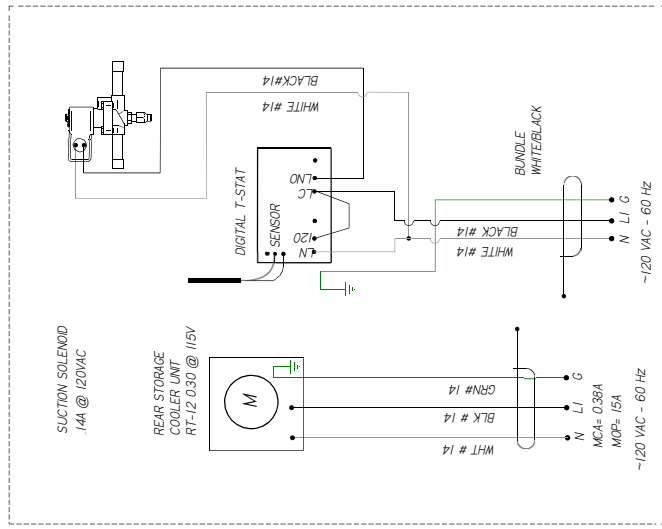 SUCTION SOLENOID
.14A @ 120VAC
BLACK#14
WHITE #14
DIGITAL T-STAT
SENSOR
LNO
LC
120
LN
BUNDLE
WHITE/BLACK
BLACK #14
WHITE #14
G
L1
N
~120 VAC - 60 Hz
REAR STORAGE
COOLER UNIT
RT-12 030 @ 115V
M
GRN# 14
BLK # 14
WHT # 14
G
L1
N
MCA= 0.38A
MOP= 15A
~120 VAC - 60 Hz